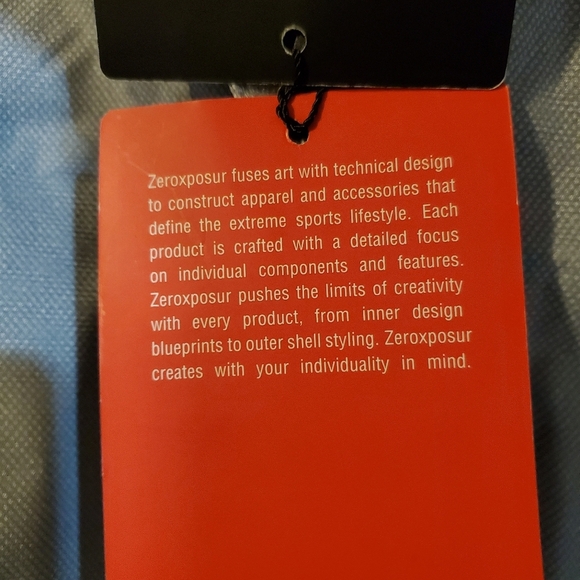 Zeroxposur fuses art with technical design
to construct apparel and accessories that
define the extreme sports lifestyle. Each
product is crafted with a detailed focus
on individual components and features.
Zeroxposur pushes the limits of creativity
with every product, from inner design
blueprints to outer shell styling. Zeroxposur
creates with your individuality in mind.